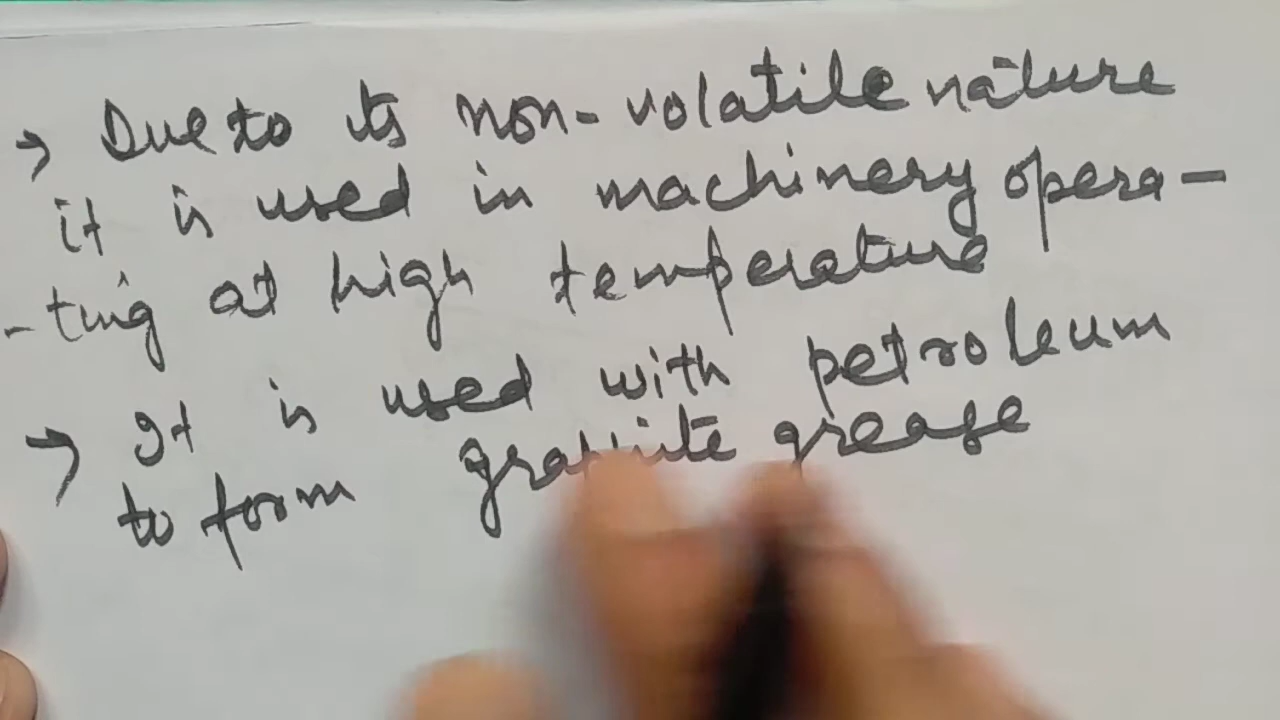 → Due to its non-volatile nature
it is used in machinery opera-
-ting at high temperature
→ It is used with petroleum
to form graphite grease